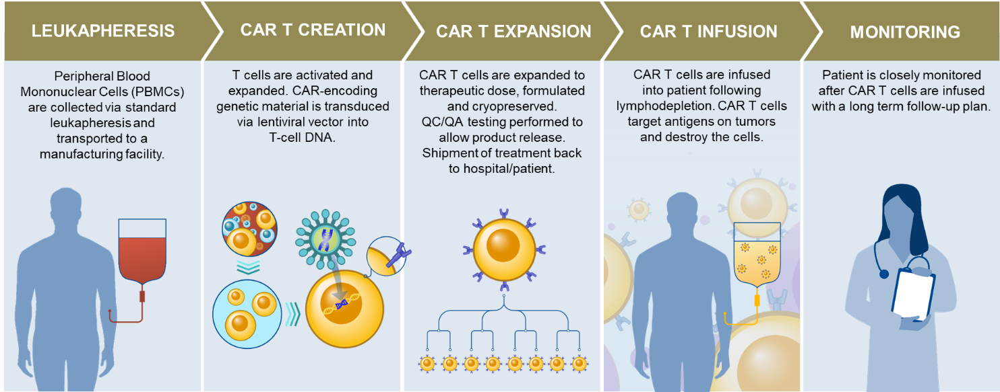 LEUKAPHERESIS
Peripheral Blood
Mononuclear Cells (PBMCs)
are collected via standard
leukapheresis and
transported to a
manufacturing facility.
CAR T CREATION
T cells are activated and
expanded. CAR-encoding
genetic material is transduced
via lentiviral vector into
T-cell DNA.
CAR T EXPANSION
CAR T cells are expanded to
therapeutic dose, formulated
and cryopreserved.
QC/QA testing performed to
allow product release.
Shipment of treatment back
to hospital/patient.
CAR T INFUSION
CAR T cells are infused
into patient following
lymphodepletion. CAR T cells
target antigens on tumors
and destroy the cells.
MONITORING
Patient is closely monitored
after CAR T cells are infused
with a long term follow-up plan.